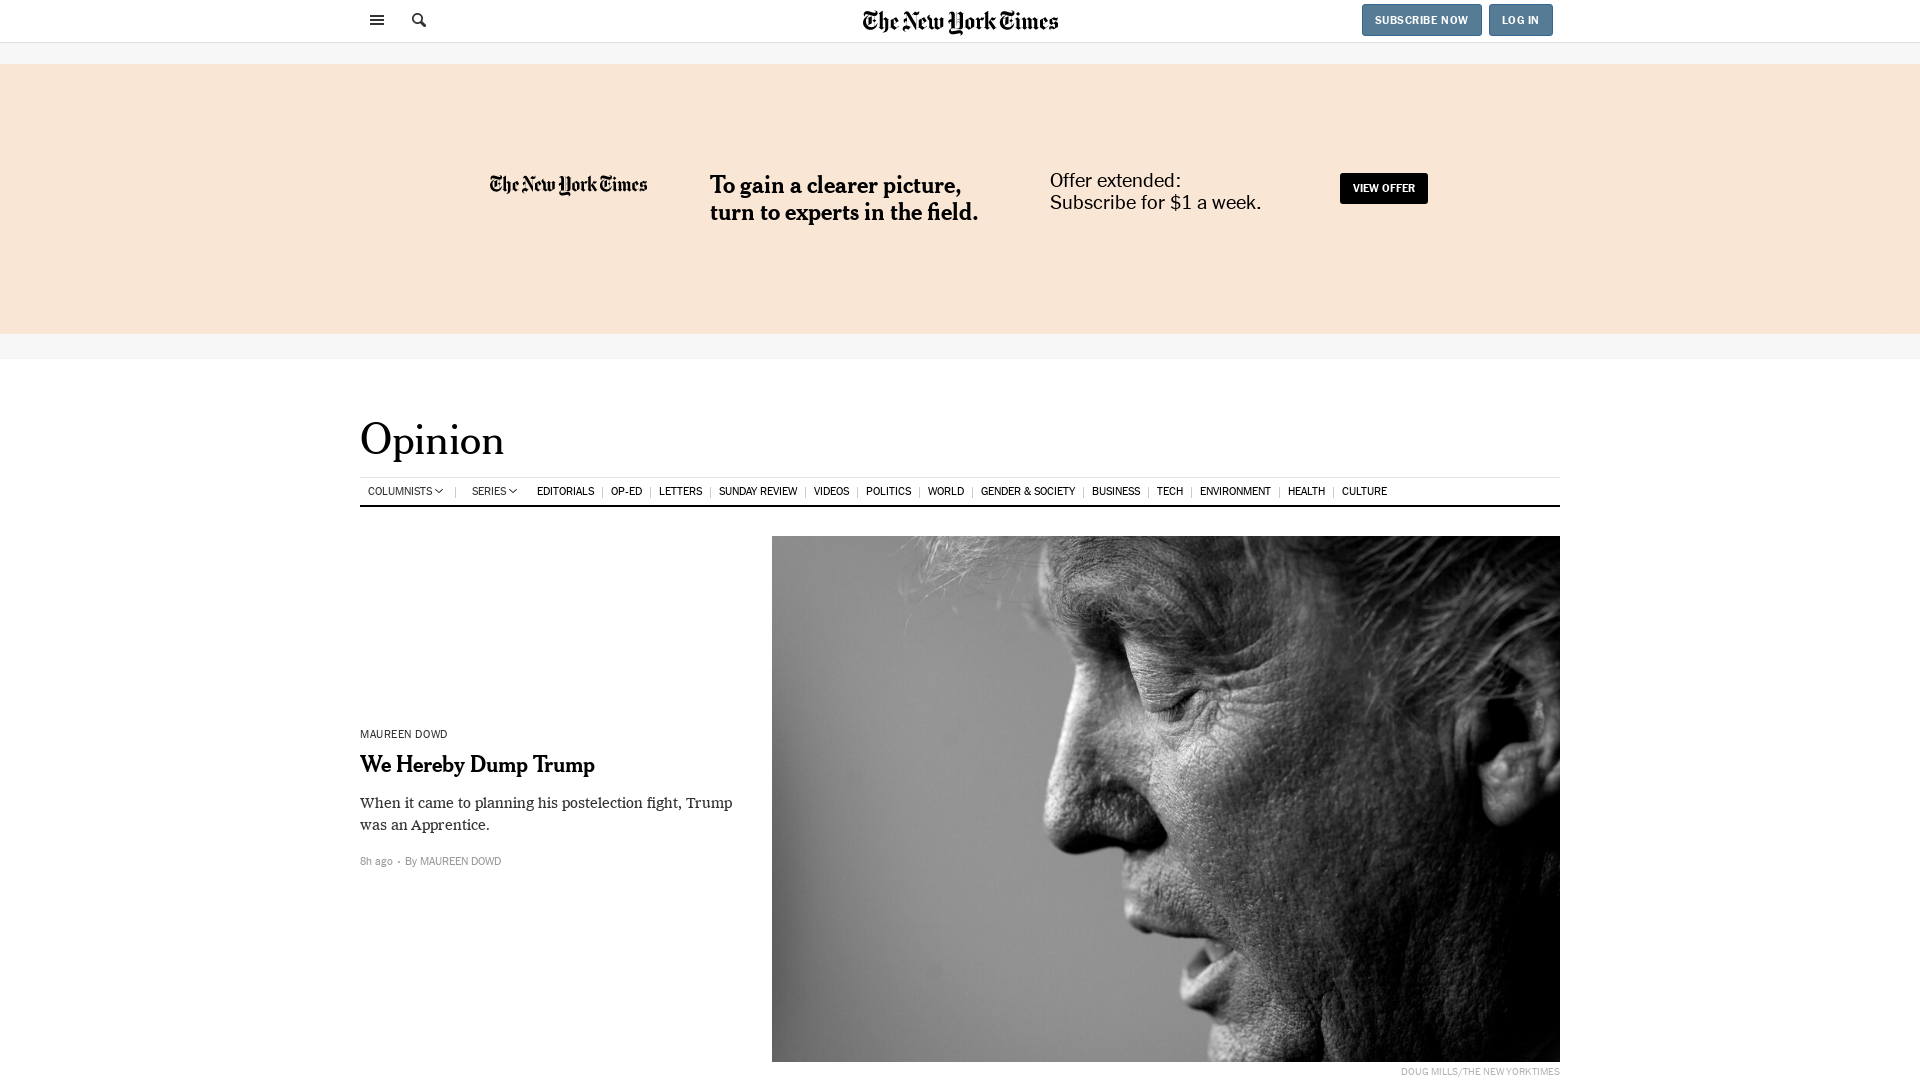 The New York Times
SUBSCRIBE NOW
LOG IN
The New York Times
To gain a clearer picture,
turn to experts in the field.
Offer extended:
Subscribe for $1 a week.
VIEW OFFER
Opinion
COLUMNISTS
SERIES
EDITORIALS
OP-ED
LETTERS
SUNDAY REVIEW
VIDEOS
POLITICS
WORLD
GENDER & SOCIETY
BUSINESS
TECH
ENVIRONMENT
HEALTH
CULTURE
MAUREEN DOWD
We Hereby Dump Trump
When it came to planning his postelection fight, Trump
was an Apprentice.
8h ago • By MAUREEN DOWD
DOUG MILLS/THE NEW YORK TIMES